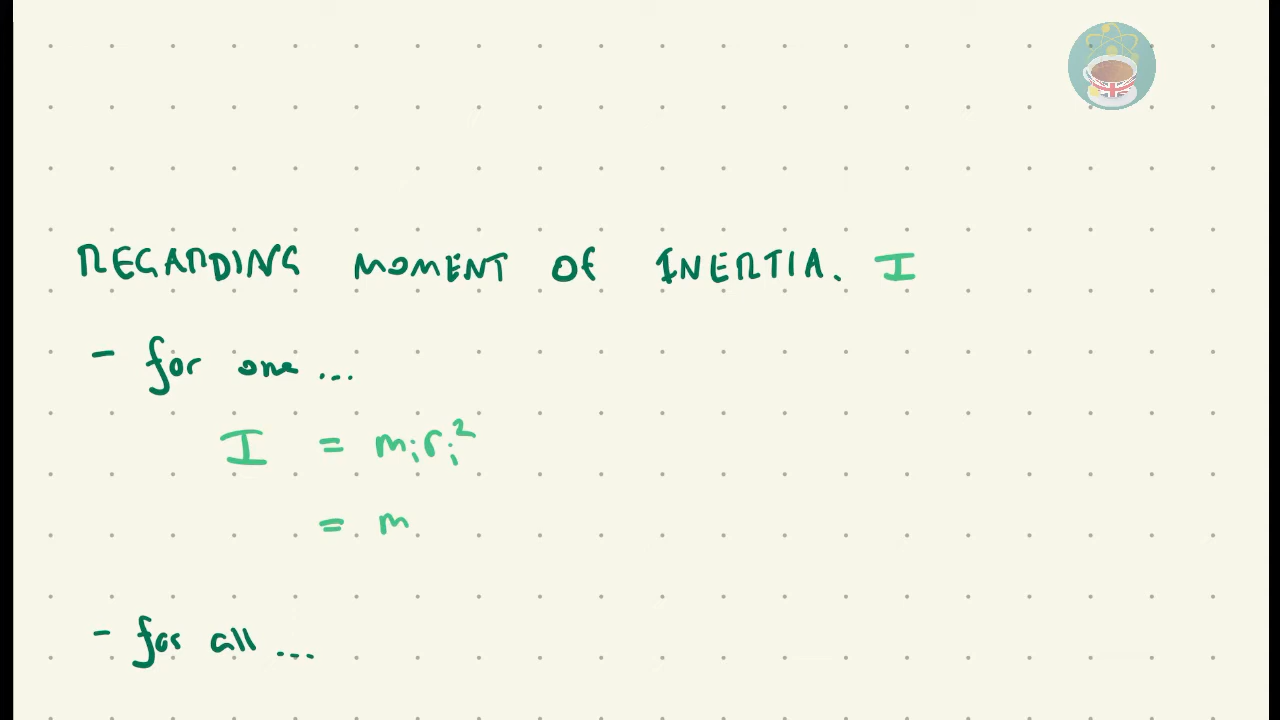 REGARDING MOMENT OF INERTIA. I
- for one ...
I = mᵢrᵢ²
= m
- for all ...